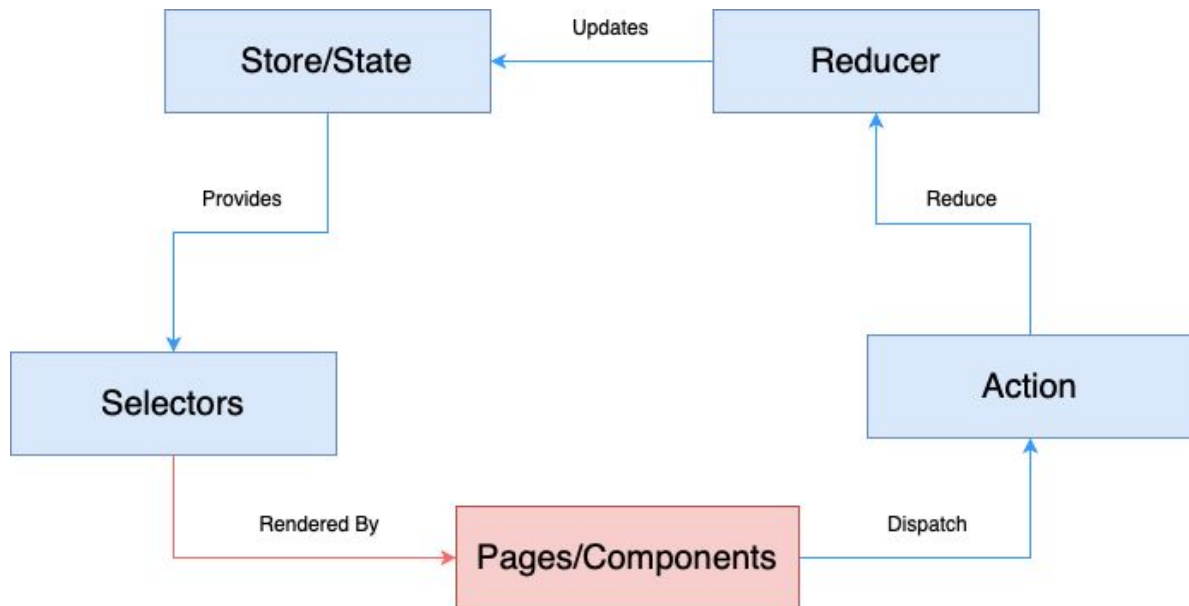 Updates
Store/State
Reducer
Provides
Reduce
Selectors
Action
Rendered By
Dispatch
Pages/Components